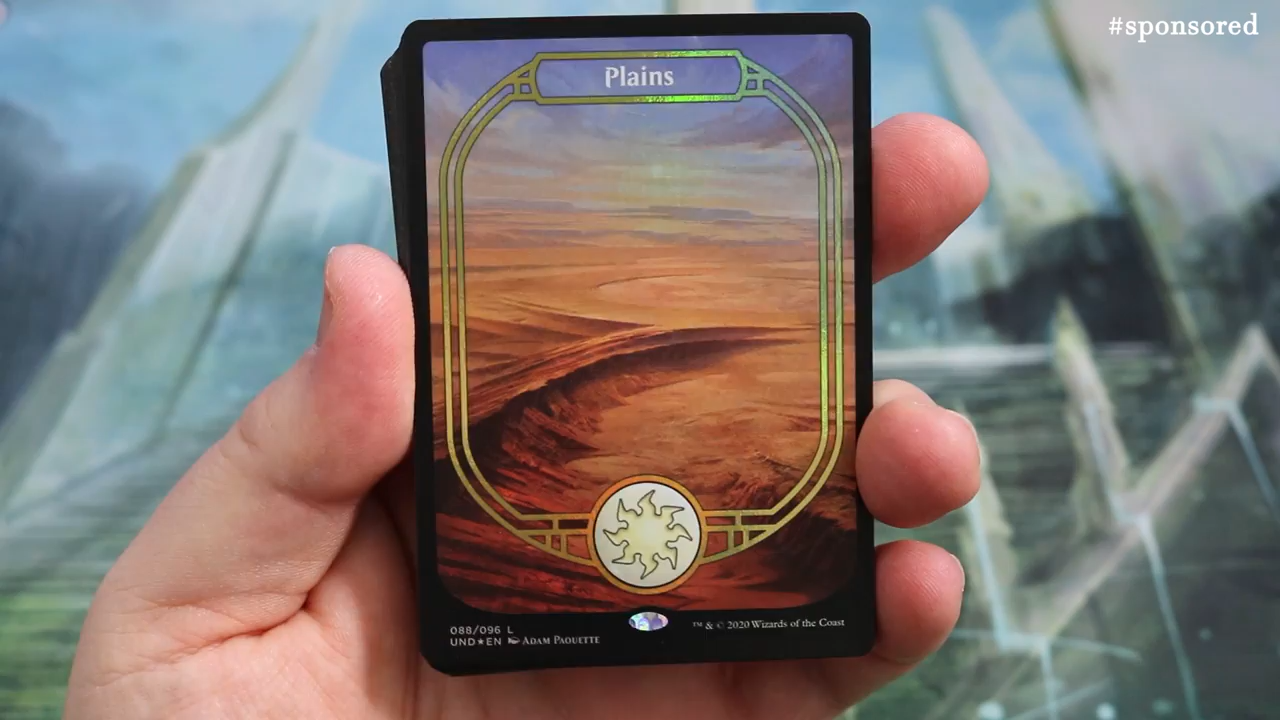 #sponsored
Plains
088/096 L
UND★EN ADAM PAQUETTE
™ & © 2020 Wizards of the Coast